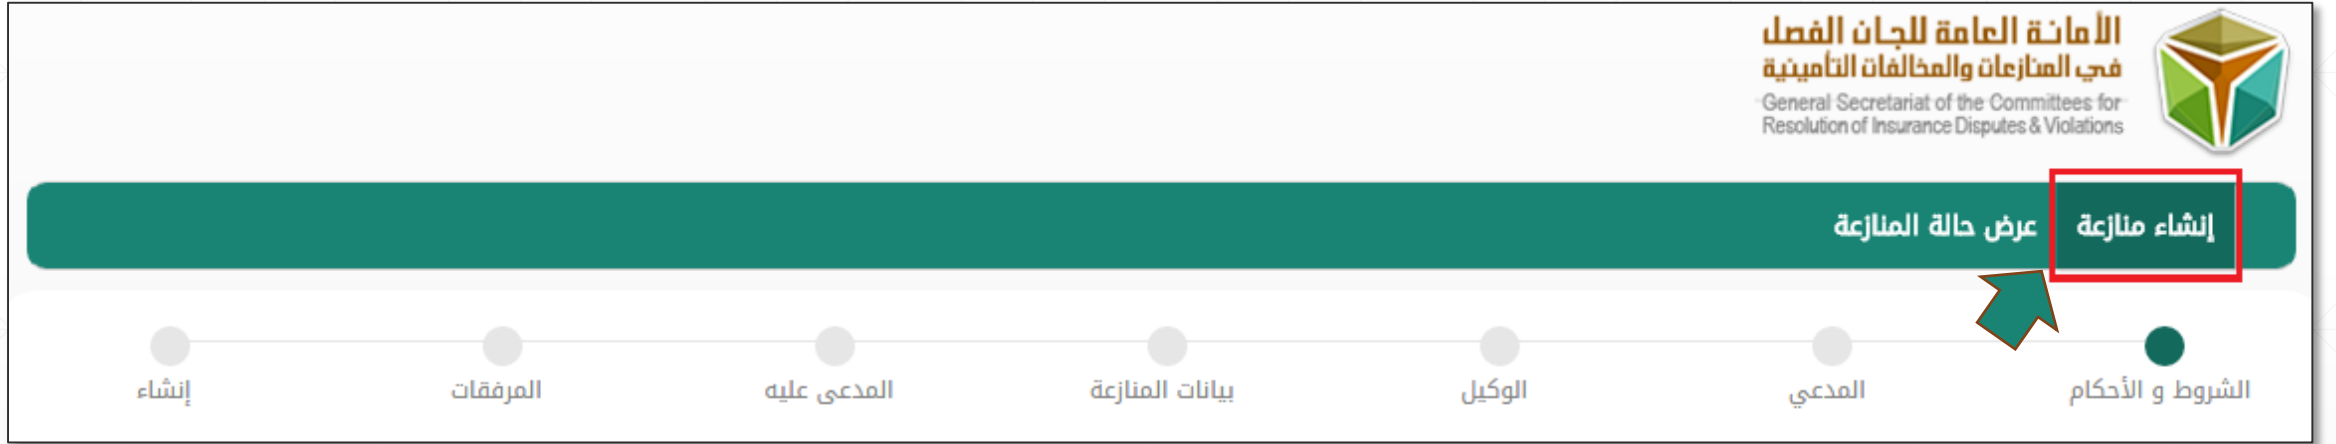 الأمانة العامة للجان الفصل
في المنازعات والمخالفات التأمينية
General Secretariat of the Committees for
Resolution of Insurance Disputes & Violations
إنشاء منازعة
عرض حالة المنازعة
الشروط و الأحكام
المدعي
الوكيل
بيانات المنازعة
المدعى عليه
المرفقات
إنشاء